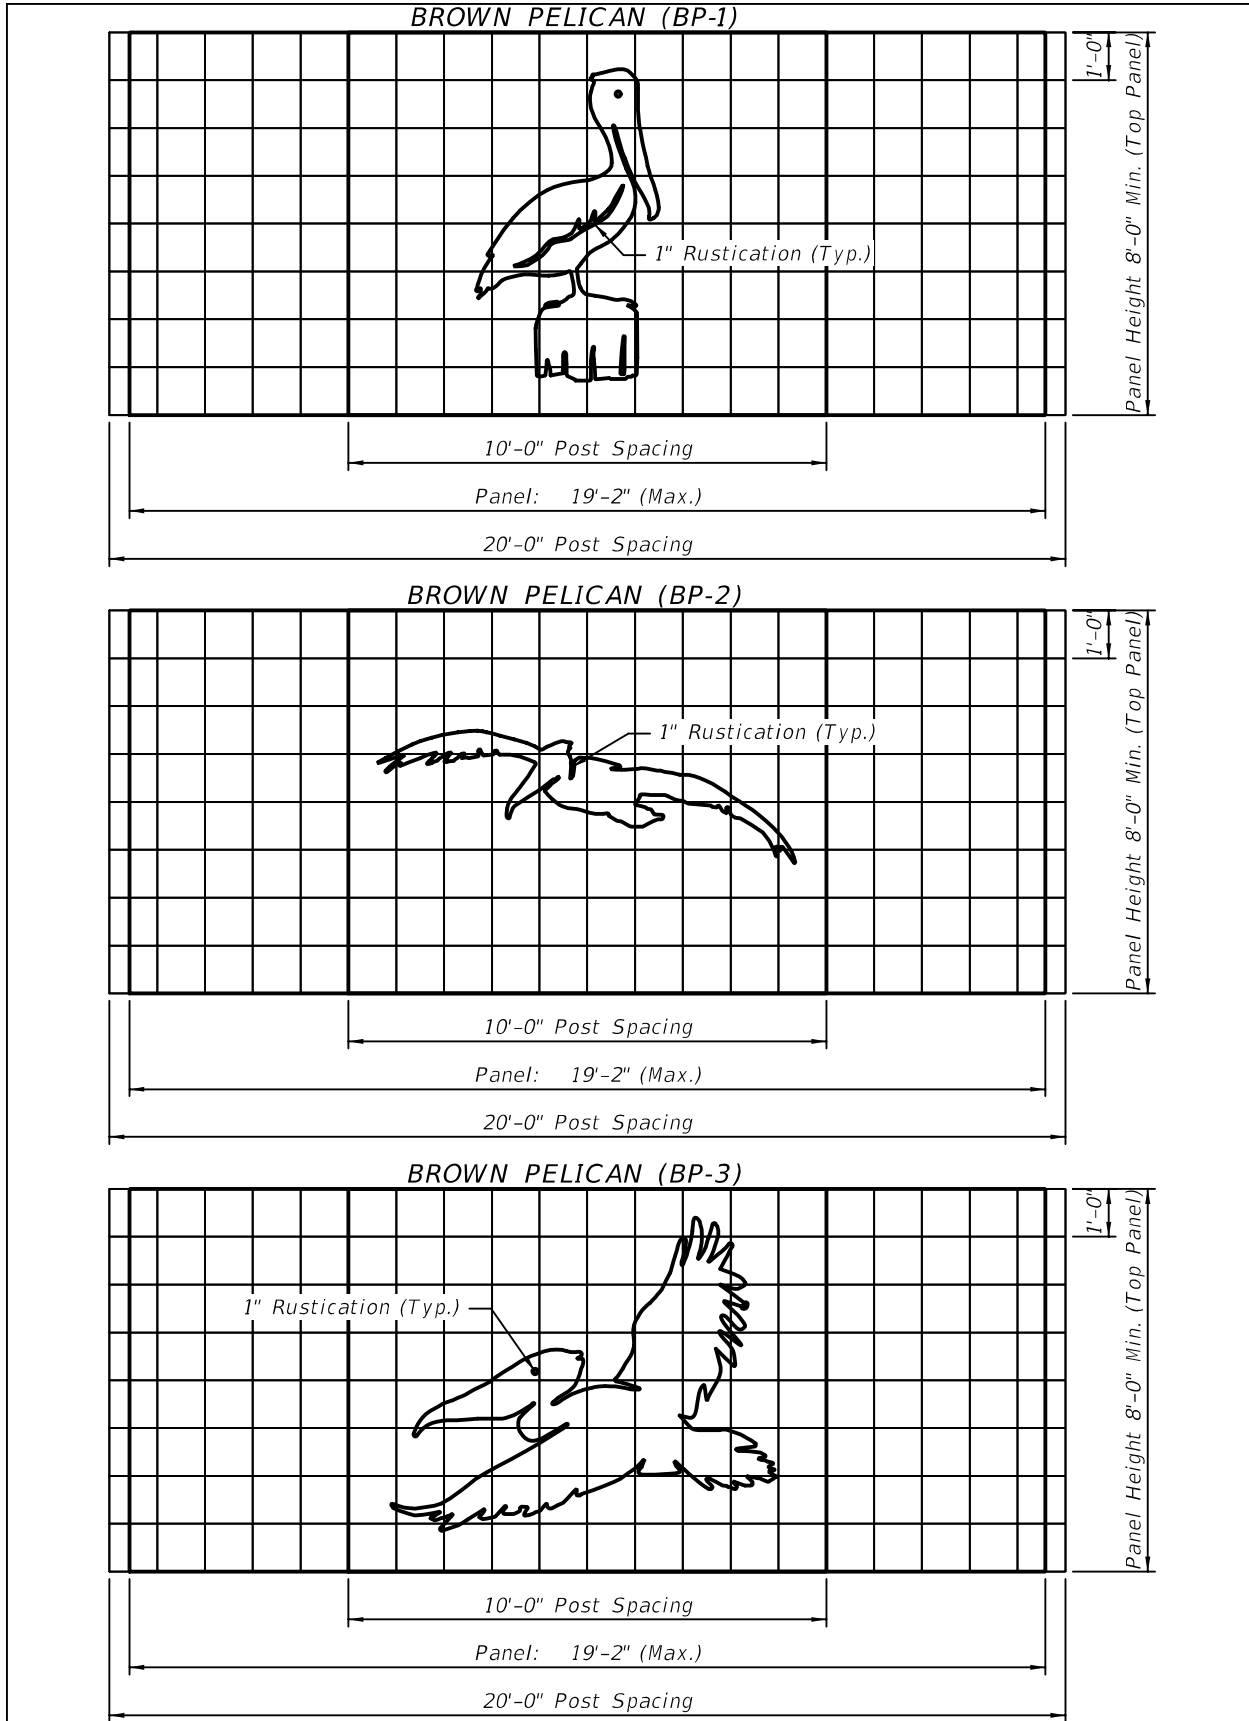 BROWN PELICAN (BP-1)
1'-0"
Panel Height 8'-0" Min. (Top Panel)
1" Rustication (Typ.)
10'-0" Post Spacing
Panel: 19'-2" (Max.)
20'-0" Post Spacing
BROWN PELICAN (BP-2)
1'-0"
Panel Height 8'-0" Min. (Top Panel)
1" Rustication (Typ.)
10'-0" Post Spacing
Panel: 19'-2" (Max.)
20'-0" Post Spacing
BROWN PELICAN (BP-3)
1'-0"
Panel Height 8'-0" Min. (Top Panel)
1" Rustication (Typ.)
10'-0" Post Spacing
Panel: 19'-2" (Max.)
20'-0" Post Spacing